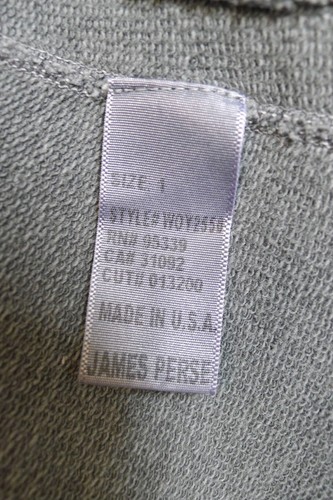 SIZE: 1
STYLE# WOY2550
RN# 95339
CA# 31092
CUT# 013200
MADE IN U.S.A.
JAMES PERSE